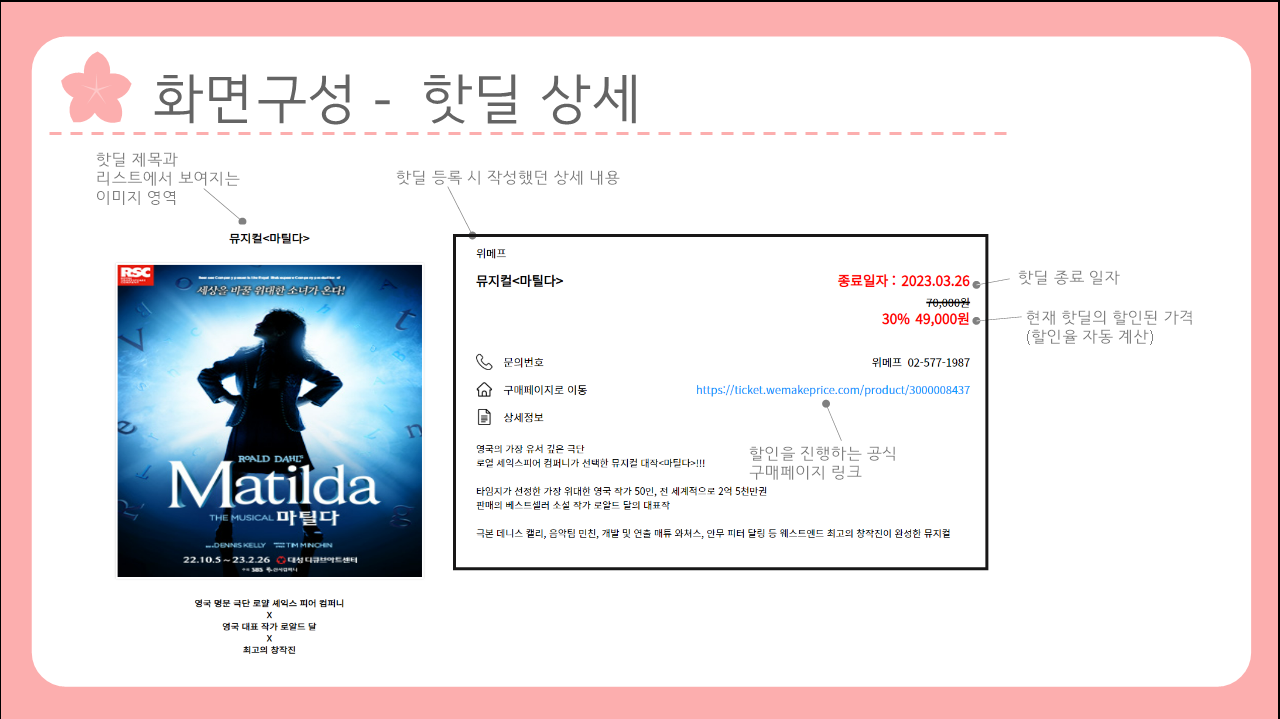 화면구성 - 핫딜 상세
핫딜 제목과
리스트에서 보여지는
이미지 영역
핫딜 등록 시 작성했던 상세 내용
뮤지컬<마틸다>
RSC
세상을 바꿀 위대한 소녀가 온다!
ROALD DAHL'S
Matilda
THE MUSICAL 마틸다
DENNIS KELLY
TIM MINCHIN
22.10.5 ~ 23.2.26 대성 디큐브아트센터
SBS
영국 명문 극단 로얄 셰익스 피어 컴퍼니
X
영국 대표 작가 로알드 달
X
최고의 창작진
위메프
뮤지컬<마틸다>
종료일자 : 2023.03.26
70,000원
30% 49,000원
문의번호
위메프 02-577-1987
구매페이지로 이동
https://ticket.wemakeprice.com/product/3000008437
상세정보
영국의 가장 유서 깊은 극단
로열 셰익스피어 컴퍼니가 선택한 뮤지컬 대작<마틸다>!!!
타임지가 선정한 가장 위대한 영국 작가 50인, 전 세계적으로 2억 5천만권
판매의 베스트셀러 소설 작가 로알드 달의 대표작
극본 데니스 켈리, 음악팀 민친, 개발 및 연출 매튜 와처스, 안무 피터 달링 등 웨스트엔드 최고의 창작진이 완성한 뮤지컬
핫딜 종료 일자
현재 핫딜의 할인된 가격
(할인율 자동 계산)
할인을 진행하는 공식
구매페이지 링크